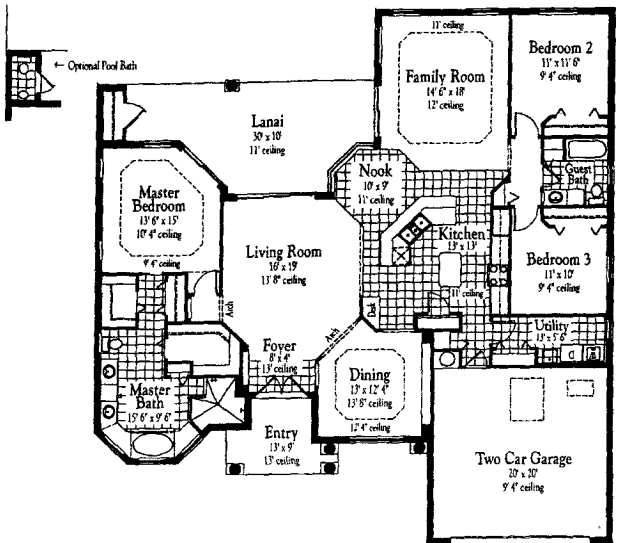 ← Optional Pool Bath
11' ceiling
Family Room
14' 6" x 18'
12' ceiling
Bedroom 2
11' x 11' 6"
9' 4" ceiling
Lanai
30' x 10'
11' ceiling
Nook
10' x 9'
11' ceiling
Guest
Bath
Master
Bedroom
13' 6" x 15'
10' 4" ceiling
9' 4" ceiling
Living Room
16' x 19'
13' 8" ceiling
Kitchen
13' x 13'
11' ceiling
Bedroom 3
11' x 10'
9' 4" ceiling
Arch
Desk
Arch
Utility
13' x 5' 6"
Foyer
8' x 4'
13' ceiling
Dining
13' x 12' 4"
13' 8" ceiling
12' 4" ceiling
Master
Bath
15' 6" x 9' 6"
Entry
13' x 9'
13' ceiling
Two Car Garage
20' x 20'
9' 4" ceiling